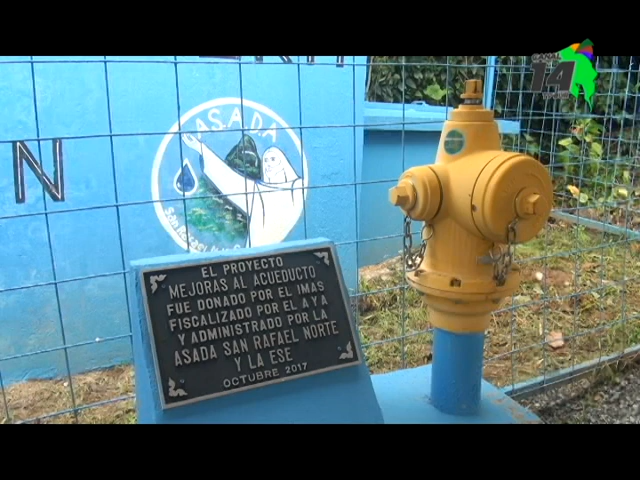 14
N
A.S.A.D.A
EL PROYECTO
MEJORAS AL ACUEDUCTO
FUE DONADO POR EL IMAS
FISCALIZADO POR EL AYA
Y ADMINISTRADO POR LA
ASADA SAN RAFAEL NORTE
Y LA ESE
OCTUBRE 2017